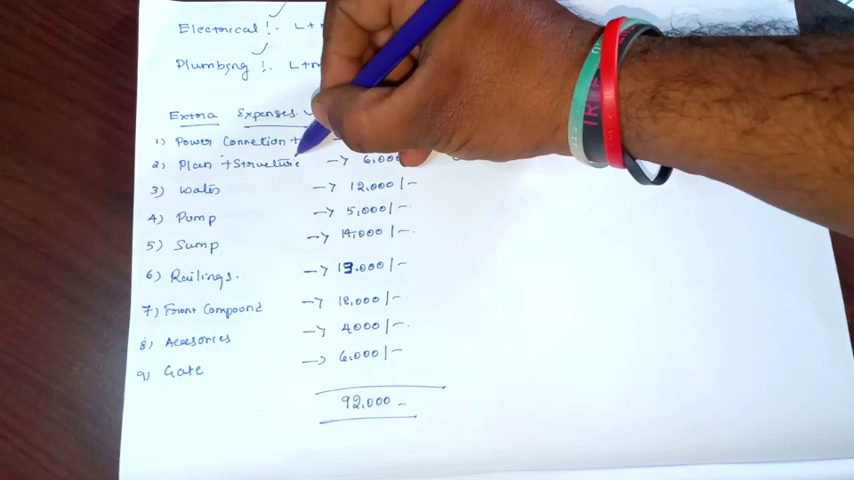 Electrical !. L+
Plumbing !. L+
Extra Expenses.
1) Power Connetion +
2) Plan +Structure -> 6,000
3) Water -> 12,000/-
4) Pump -> 5,000/-
5) Sump -> 14,000/-
6) Railings. -> 13,000/-
7) Front Compound -> 18,000/-
8) Accesories -> 4000/-
9) Gate -> 6,000/-
92,000 -
TRUE